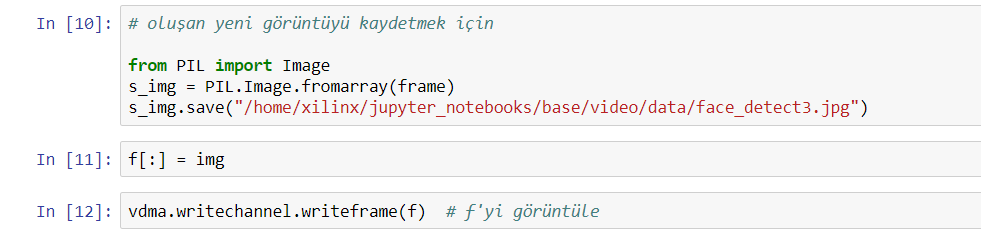 In [10]: # oluşan yeni görüntüyü kaydetmek için
from PIL import Image
s_img = PIL.Image.fromarray(frame)
s_img.save("/home/xilinx/jupyter_notebooks/base/video/data/face_detect3.jpg")
In [11]: f[:] = img
In [12]: vdma.writechannel.writeframe(f)  # f'yi görüntüle